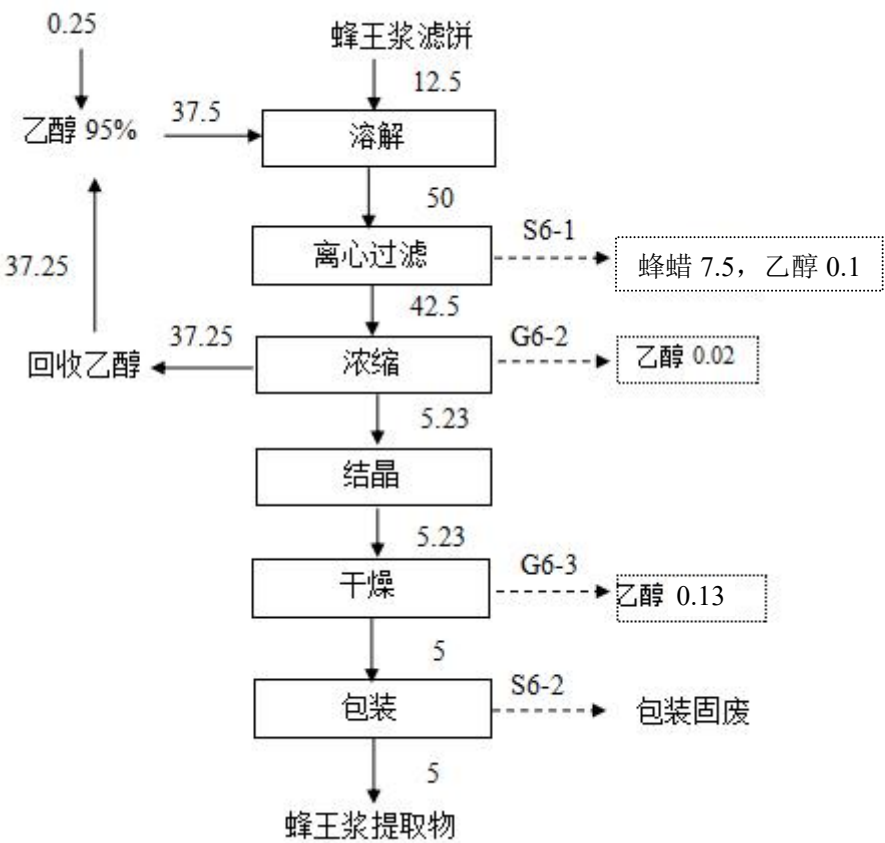 0.25
蜂王浆滤饼
12.5
乙醇 95%
37.5
溶解
50
离心过滤
S6-1
蜂蜡 7.5，乙醇 0.1
37.25
42.5
回收乙醇
37.25
浓缩
G6-2
乙醇 0.02
5.23
结晶
5.23
干燥
G6-3
乙醇 0.13
5
包装
S6-2
包装固废
5
蜂王浆提取物